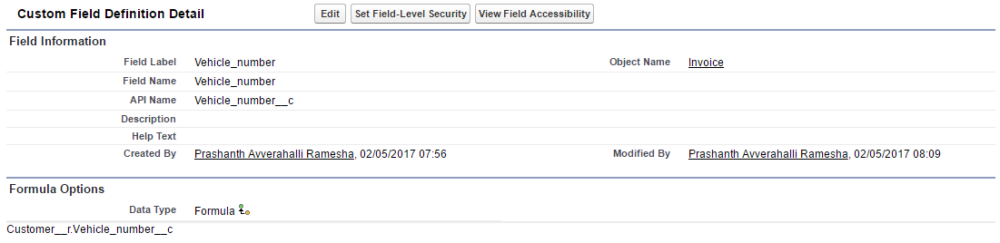 Custom Field Definition Detail Edit Set Field-Level Security View Field Accessibility
Field Information
Field Label Vehicle_number Object Name Invoice
Field Name Vehicle_number
API Name Vehicle_number__c
Description
Help Text
Created By Prashanth Avverahalli Ramesha, 02/05/2017 07:56 Modified By Prashanth Avverahalli Ramesha, 02/05/2017 08:09
Formula Options
Data Type Formula
Customer__r.Vehicle_number__c